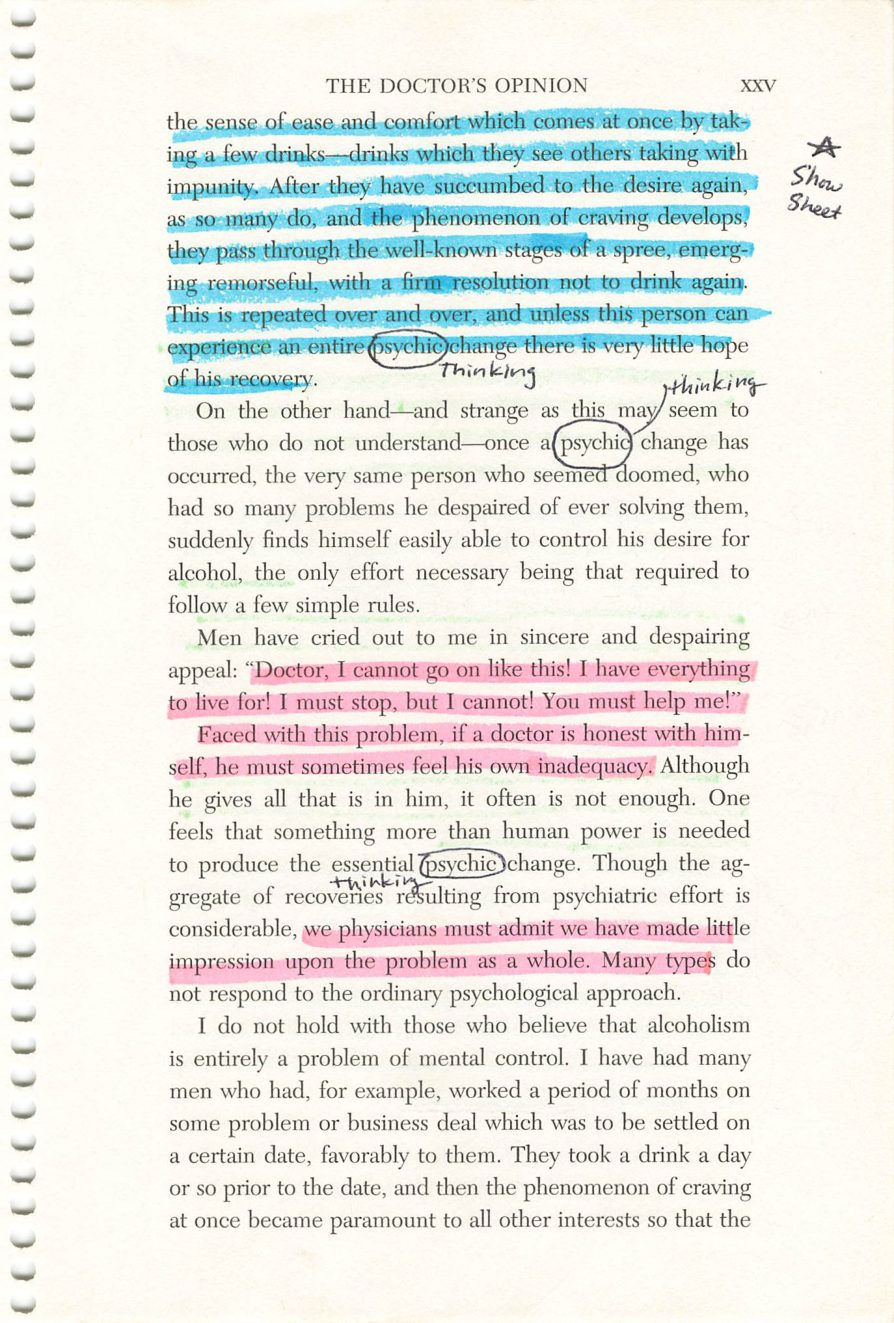 THE DOCTOR'S OPINION XXV
the sense of ease and comfort which comes at once by tak-
ing a few drinks—drinks which they see others taking with
impunity. After they have succumbed to the desire again,
as so many do, and the phenomenon of craving develops,
they pass through the well-known stages of a spree, emerg-
ing remorseful, with a firm resolution not to drink again.
This is repeated over and over, and unless this person can
experience an entire psychic change there is very little hope
of his recovery.
Show
Sheet
Thinking
thinking
On the other hand—and strange as this may seem to
those who do not understand—once a psychic change has
occurred, the very same person who seemed doomed, who
had so many problems he despaired of ever solving them,
suddenly finds himself easily able to control his desire for
alcohol, the only effort necessary being that required to
follow a few simple rules.
Men have cried out to me in sincere and despairing
appeal: “Doctor, I cannot go on like this! I have everything
to live for! I must stop, but I cannot! You must help me!”
Faced with this problem, if a doctor is honest with him-
self, he must sometimes feel his own inadequacy. Although
he gives all that is in him, it often is not enough. One
feels that something more than human power is needed
to produce the essential psychic change. Though the ag-
thinking
gregate of recoveries resulting from psychiatric effort is
considerable, we physicians must admit we have made little
impression upon the problem as a whole. Many types do
not respond to the ordinary psychological approach.
I do not hold with those who believe that alcoholism
is entirely a problem of mental control. I have had many
men who had, for example, worked a period of months on
some problem or business deal which was to be settled on
a certain date, favorably to them. They took a drink a day
or so prior to the date, and then the phenomenon of craving
at once became paramount to all other interests so that the